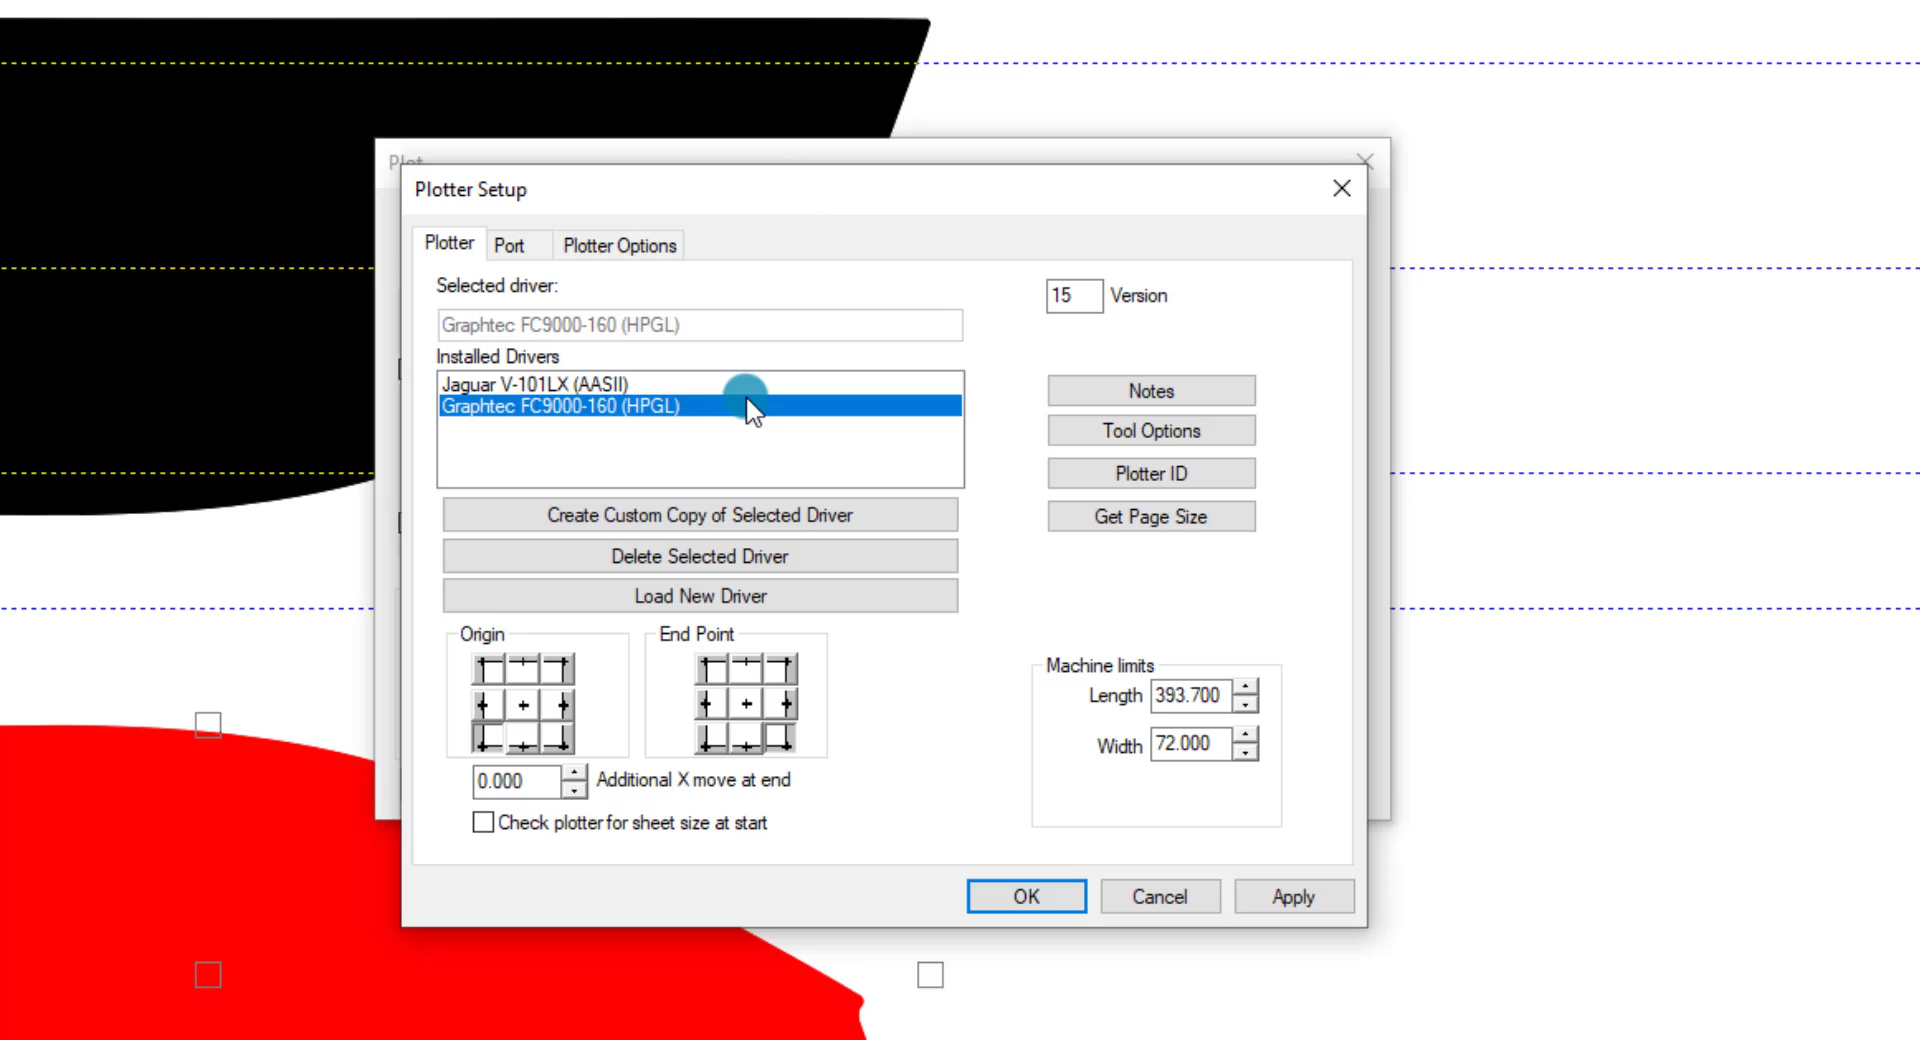 Plot
Plotter Setup
Plotter Port Plotter Options
Selected driver:
Graphtec FC9000-160 (HPGL)
15 Version
Installed Drivers
Jaguar V-101LX (AASII)
Graphtec FC9000-160 (HPGL)
Notes
Tool Options
Plotter ID
Get Page Size
Create Custom Copy of Selected Driver
Delete Selected Driver
Load New Driver
Origin
End Point
Machine limits
Length 393.700
Width 72.000
0.000 Additional X move at end
Check plotter for sheet size at start
OK Cancel Apply